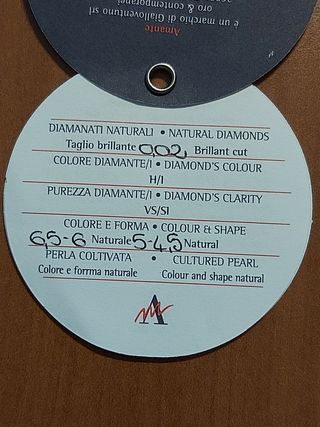 Amante
è un marchio di Gialloventuno srl
oro & contemporanei
DIAMANATI NATURALI • NATURAL DIAMONDS
Taglio brillante 0,02 Brillant cut
COLORE DIAMANTE/I • DIAMOND'S COLOUR
H/I
PUREZZA DIAMANTE/I • DIAMOND'S CLARITY
VS/SI
COLORE E FORMA • COLOUR & SHAPE
6,5-6 Naturale 5-4,5 Natural
PERLA COLTIVATA • CULTURED PEARL
Colore e forrma naturale Colour and shape natural
A